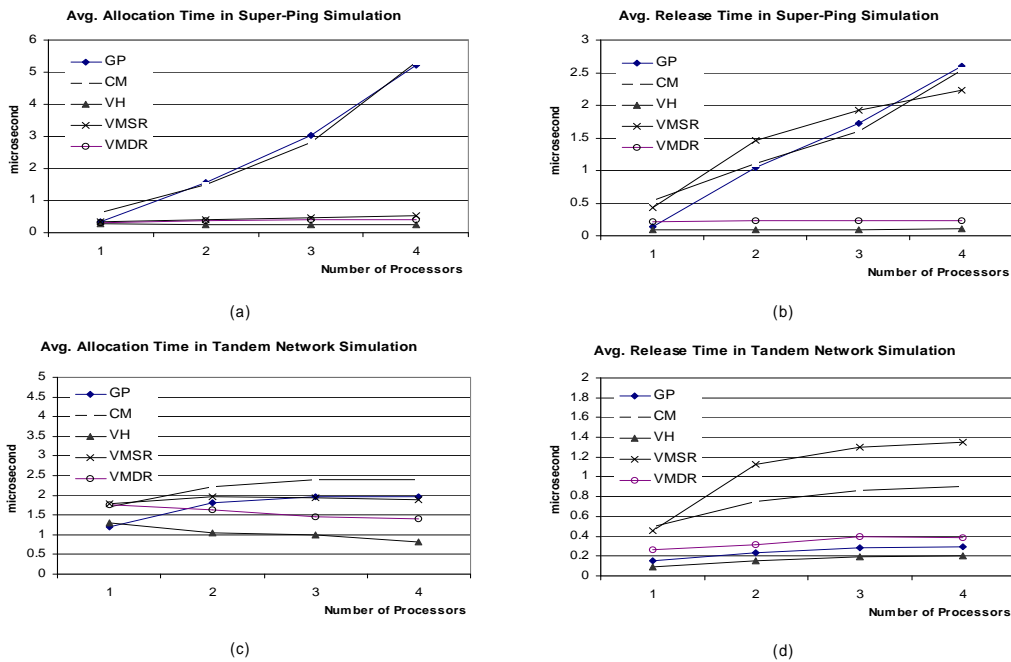 Avg. Allocation Time in Super-Ping Simulation
microsecond
6
5
4
3
2
1
0
GP
CM
VH
VMSR
VMDR
1 2 3 4
Number of Processors
(a)
Avg. Release Time in Super-Ping Simulation
microsecond
3
2.5
2
1.5
1
0.5
0
GP
CM
VH
VMSR
VMDR
1 2 3 4
Number of Processors
(b)
Avg. Allocation Time in Tandem Network Simulation
microsecond
5
4.5
4
3.5
3
2.5
2
1.5
1
0.5
0
GP
CM
VH
VMSR
VMDR
1 2 3 4
Number of Processors
(c)
Avg. Release Time in Tandem Network Simulation
microsecond
2
1.8
1.6
1.4
1.2
1
0.8
0.6
0.4
0.2
0
GP
CM
VH
VMSR
VMDR
1 2 3 4
Number of Processors
(d)